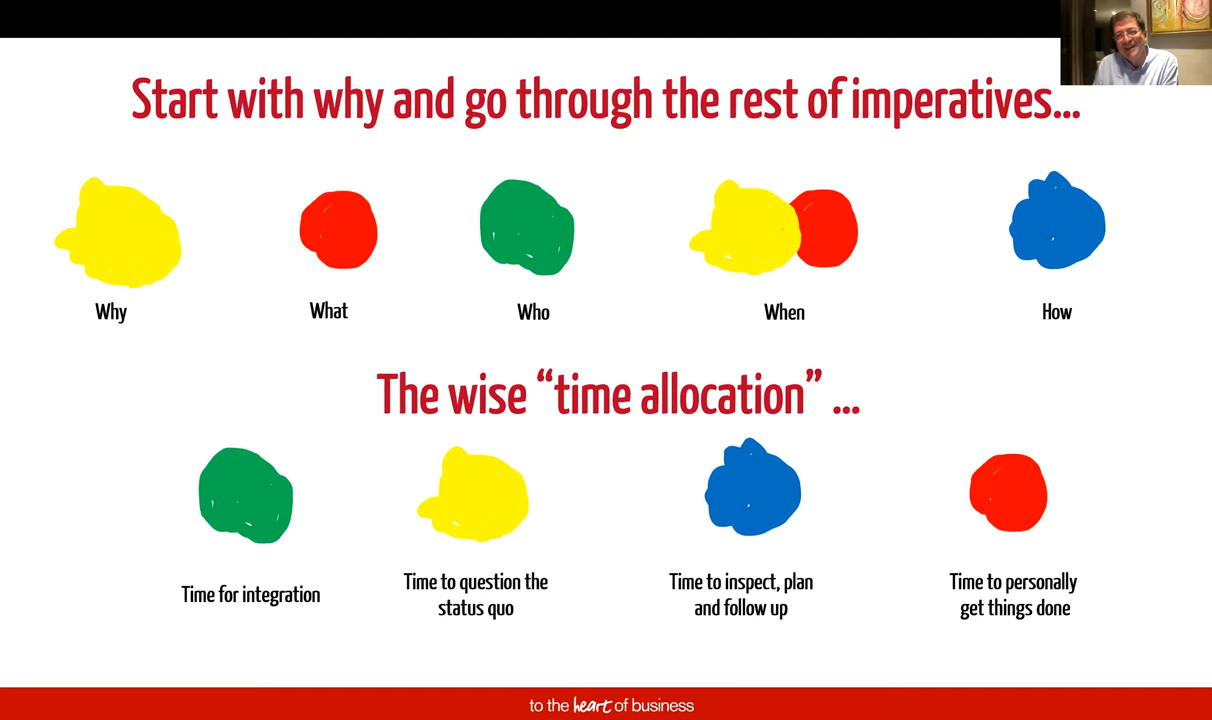 Start with why and go through the rest of imperatives...
Why
What
Who
When
How
The wise “time allocation” ...
Time for integration
Time to question the
status quo
Time to inspect, plan
and follow up
Time to personally
get things done
to the heart of business